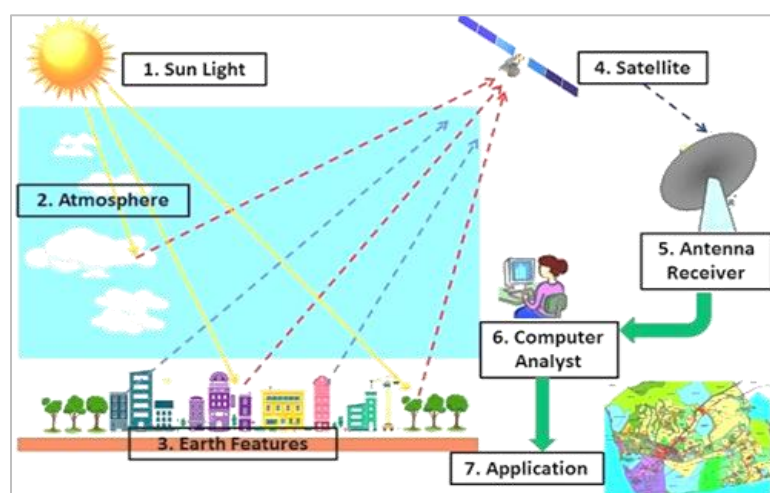 1. Sun Light
4. Satellite
2. Atmosphere
5. Antenna
Receiver
6. Computer
Analyst
3. Earth Features
7. Application